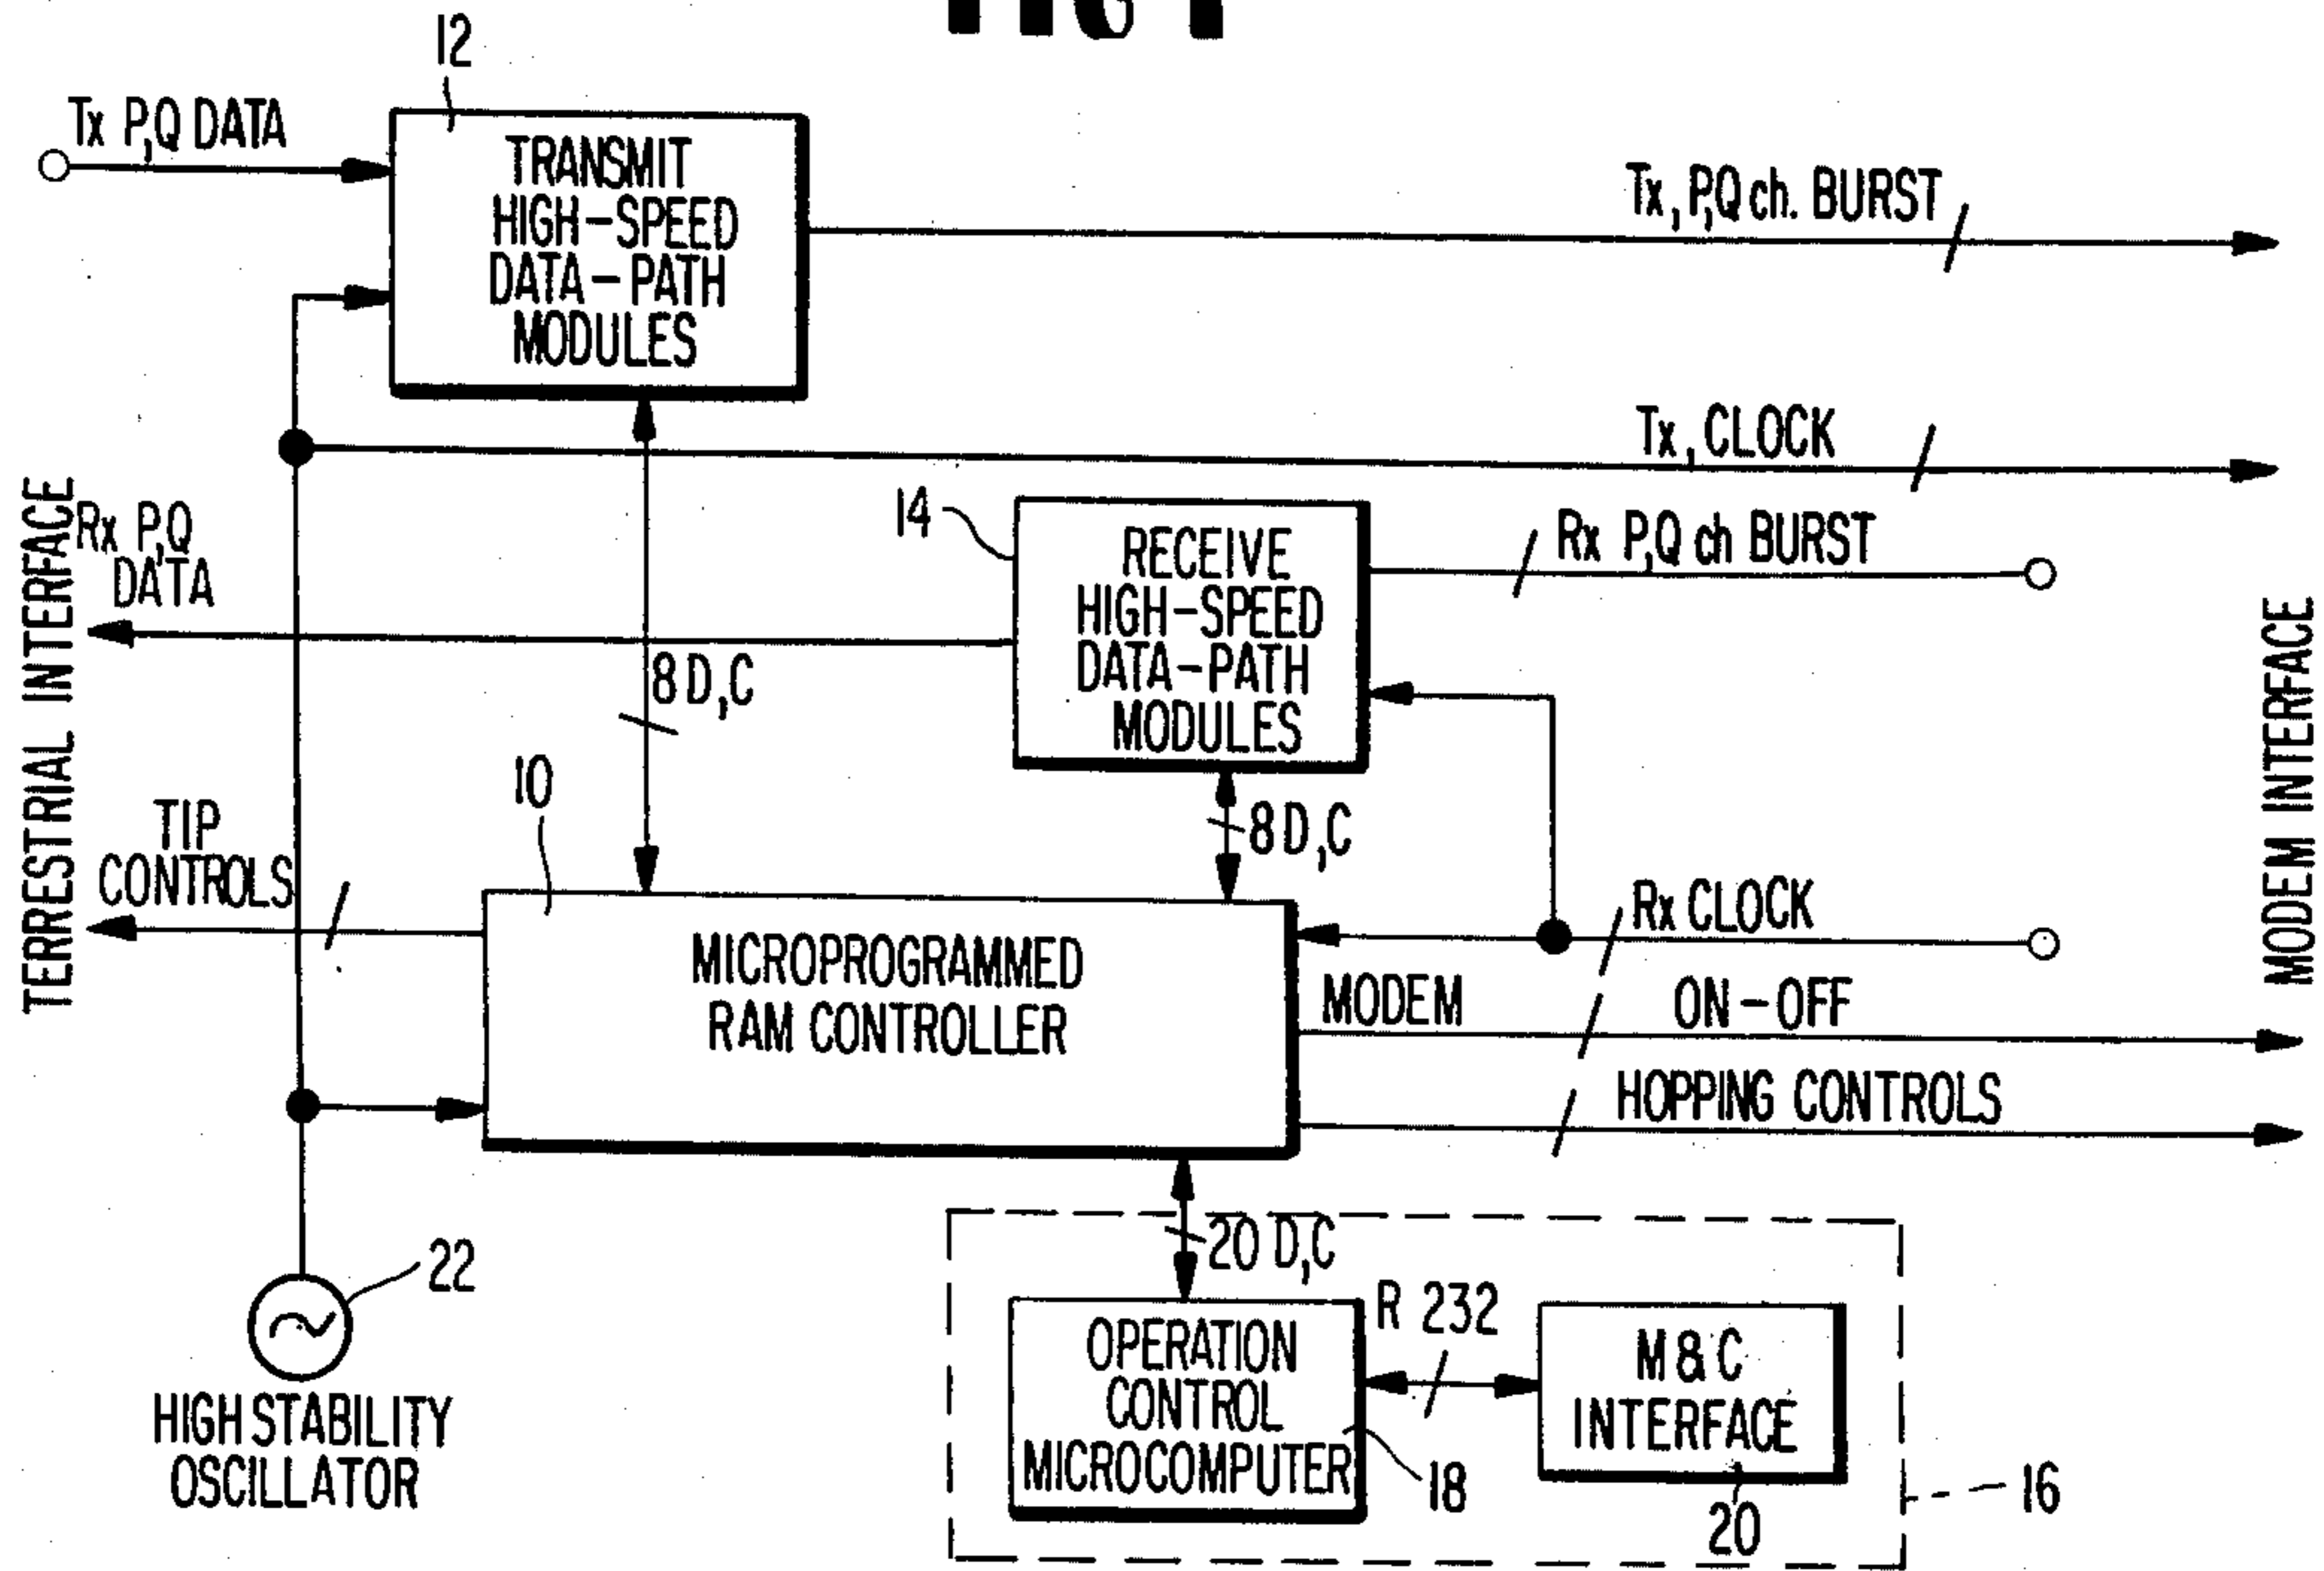 12
Tx P,Q DATA
TRANSMIT
HIGH-SPEED
DATA-PATH
MODULES
Tx, P,Q ch. BURST
Tx, CLOCK
TERRESTRIAL INTERFACE
Rx P,Q
DATA
14
RECEIVE
HIGH-SPEED
DATA-PATH
MODULES
Rx P,Q ch BURST
MODEM INTERFACE
8 D,C
10
8 D,C
TIP
CONTROLS
MICROPROGRAMMED
RAM CONTROLLER
Rx CLOCK
MODEM ON-OFF
HOPPING CONTROLS
22
HIGH STABILITY
OSCILLATOR
20 D,C
OPERATION
CONTROL
MICROCOMPUTER
R 232
M & C
INTERFACE
18
20
16